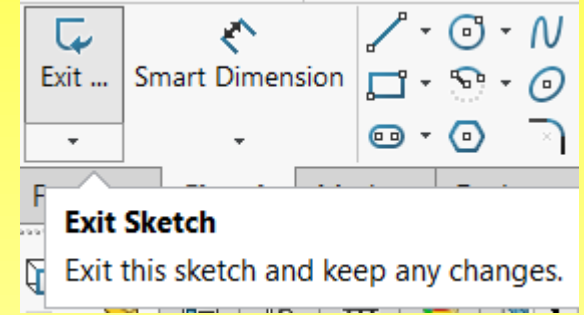 Exit ...
Smart Dimension
Exit Sketch
Exit this sketch and keep any changes.